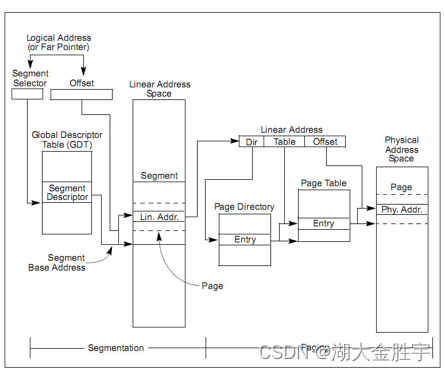 Logical Address
(or Far Pointer)
Segment
Selector
Offset
Linear Address
Space
Global Descriptor
Table (GDT)
Segment
Descriptor
Segment
Lin. Addr.
Segment
Base Address
Page
Linear Address
Dir
Table
Offset
Page Directory
Entry
Page Table
Entry
Physical
Address
Space
Page
Phy. Addr.
Segmentation
Paging
CSDN @湖大金胜宇